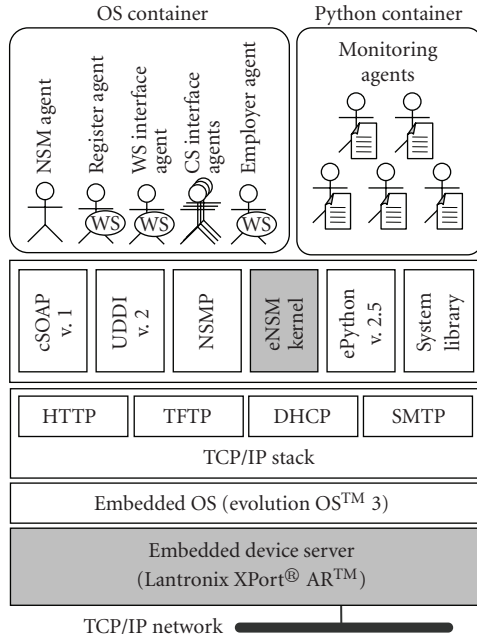 OS container
Python container
NSM agent
Register agent
WS interface
agent
CS interface
agents
Employer agent
WS
WS
WS
Monitoring
agents
cSOAP
v. 1
UDDI
v. 2
NSMP
eNSM
kernel
ePython
v. 2.5
System
library
HTTP
TFTP
DHCP
SMTP
TCP/IP stack
Embedded OS (evolution OS™ 3)
Embedded device server
(Lantronix XPort® AR™)
TCP/IP network